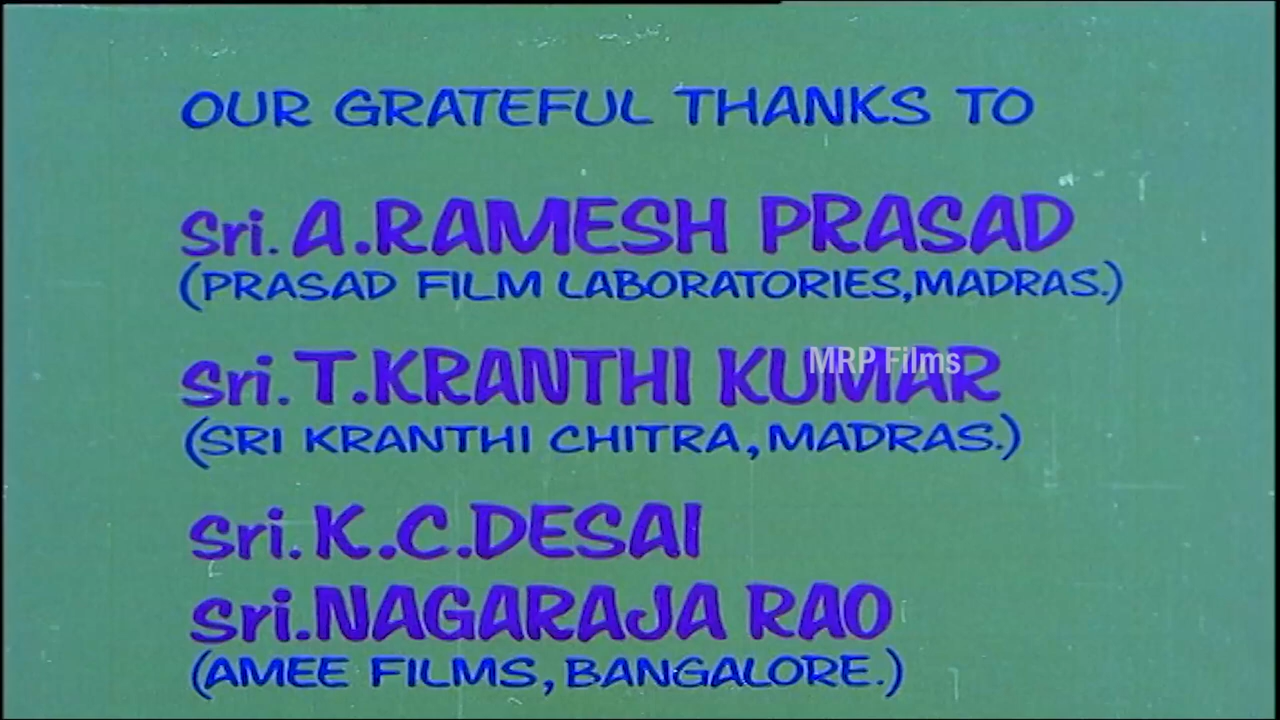 OUR GRATEFUL THANKS TO
Sri. A.RAMESH PRASAD
(PRASAD FILM LABORATORIES,MADRAS.)
Sri. T.KRANTHI KUMAR
MRP Films
(SRI KRANTHI CHITRA, MADRAS.)
Sri. K.C.DESAI
Sri.NAGARAJA RAO
(AMEE FILMS, BANGALORE.)